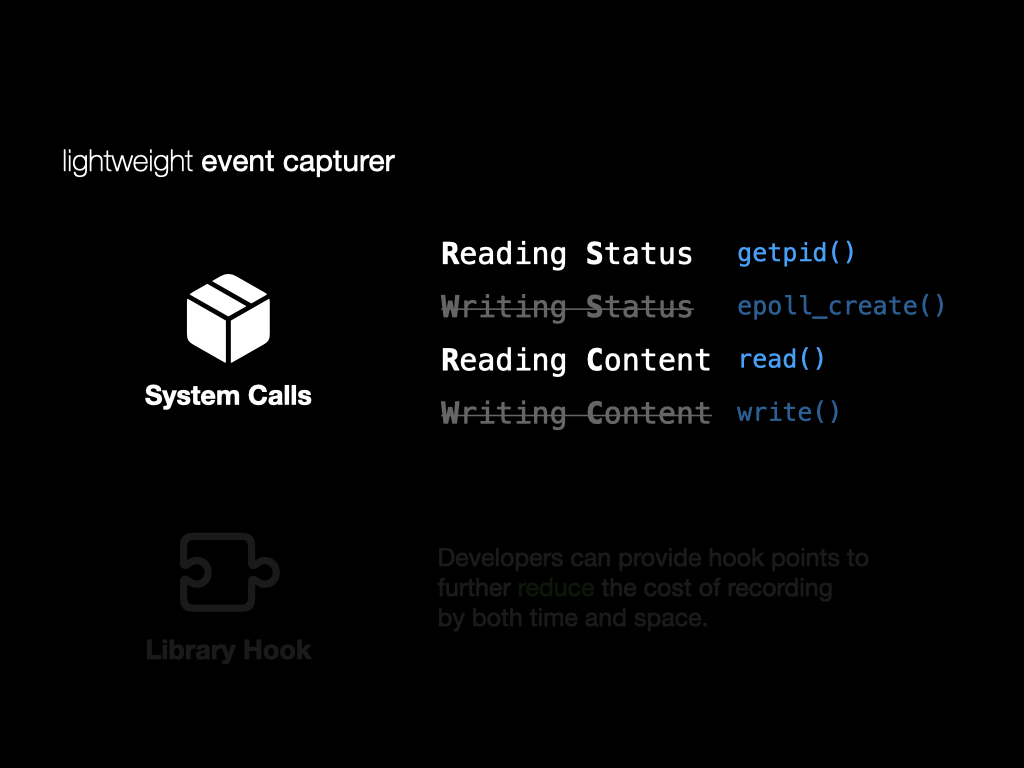 lightweight event capturer
Reading Status getpid()
Writing Status epoll_create()
Reading Content read()
Writing Content write()
System Calls
Developers can provide hook points to
further reduce the cost of recording
by both time and space.
Library Hook